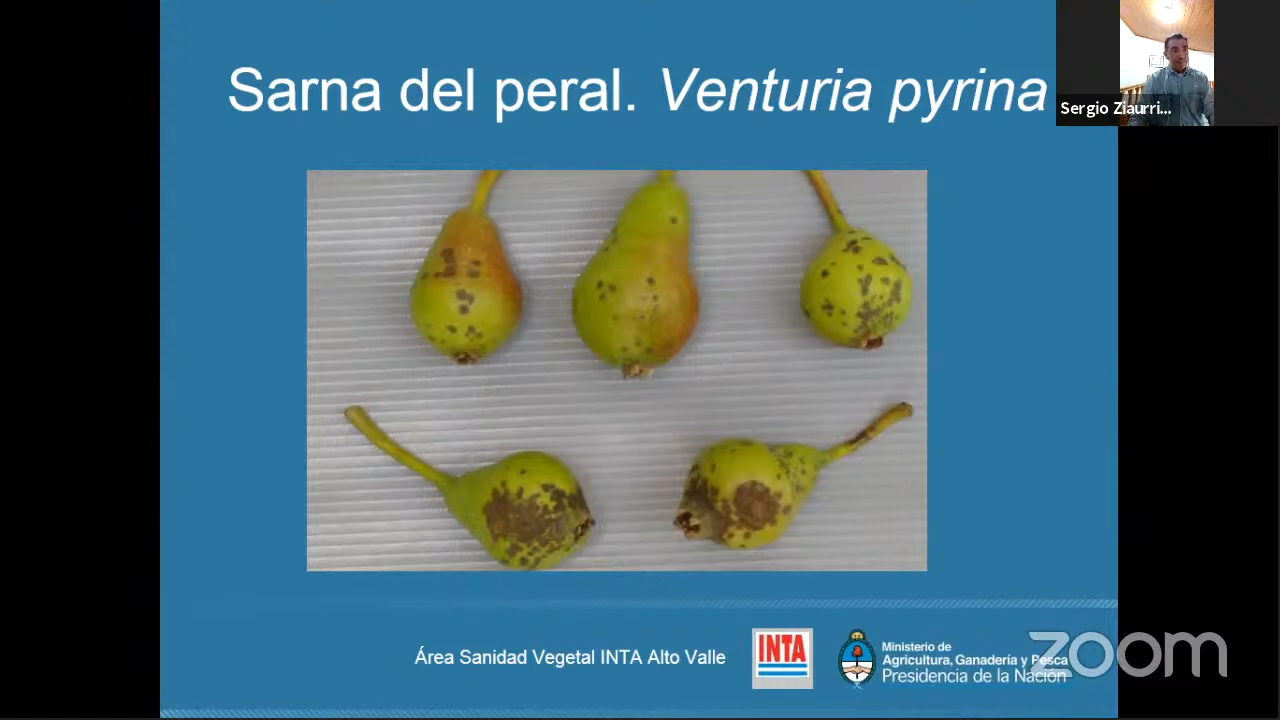 Sarna del peral. Venturia pyrina
Sergio Ziaurri...
Área Sanidad Vegetal INTA Alto Valle
INTA
Ministerio de
Agricultura, Ganadería y Pesca
Presidencia de la Nación
zoom